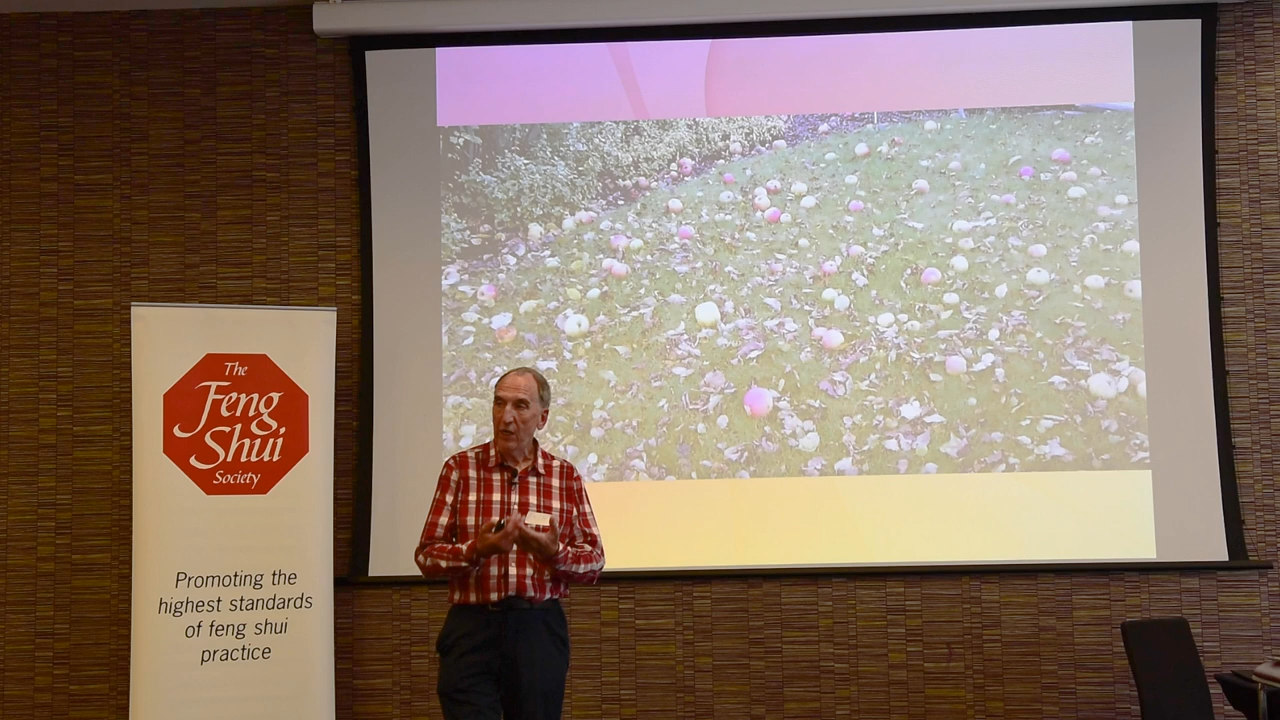 The
Feng
Shui
Society
Promoting the
highest standards
of feng shui
practice